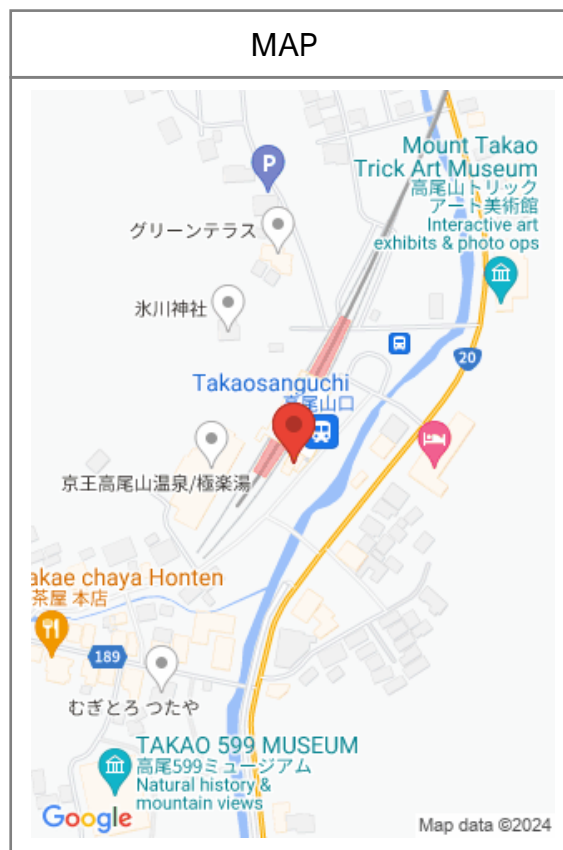 MAP
Mount Takao
Trick Art Museum
高尾山トリック
アート美術館
Interactive art
exhibits & photo ops
P
グリーンテラス
氷川神社
20
Takaosanguchi
高尾山口
京王高尾山温泉/極楽湯
akae chaya Honten
茶屋 本店
189
むぎとろ つたや
TAKAO 599 MUSEUM
高尾599ミュージアム
Natural history &
mountain views
Google
Map data ©2024